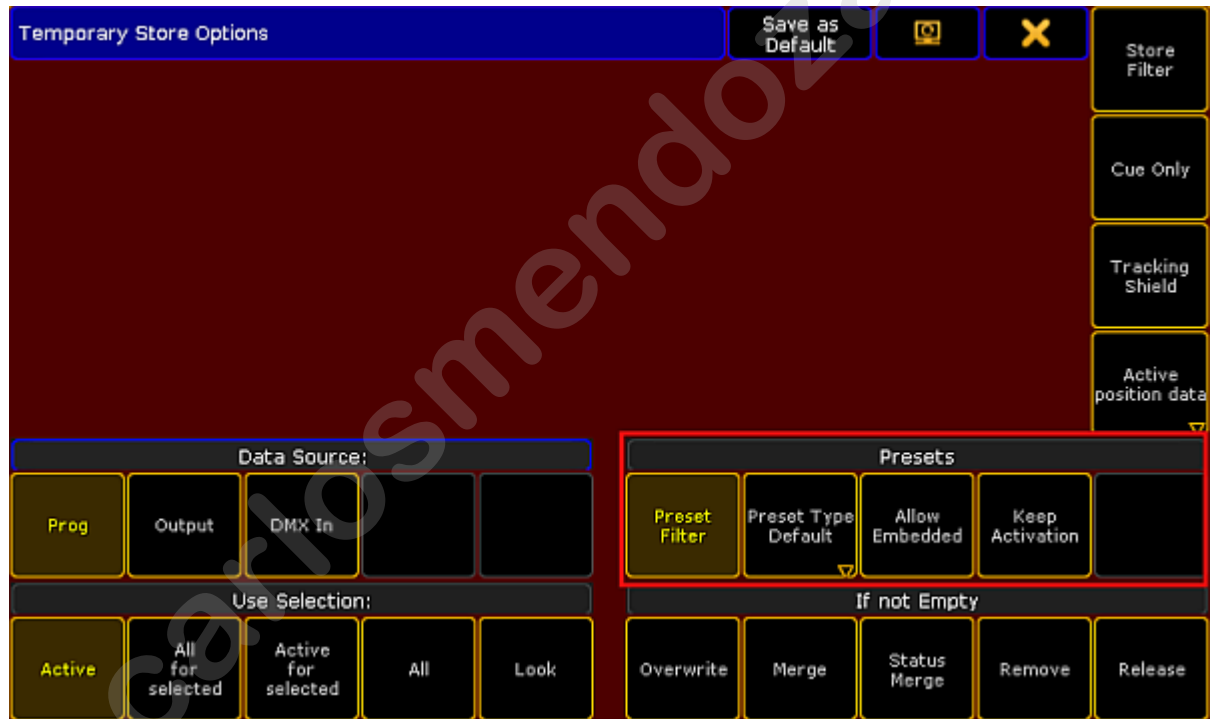 Temporary Store Options
Save as
Default
Store
Filter
Cue Only
Tracking
Shield
Active
position data
Data Source:
Prog
Output
DMX In
Presets
Preset
Filter
Preset Type
Default
Allow
Embedded
Keep
Activation
Use Selection:
Active
All
for
selected
Active
for
selected
All
Look
If not Empty
Overwrite
Merge
Status
Merge
Remove
Release
carlosmendoza